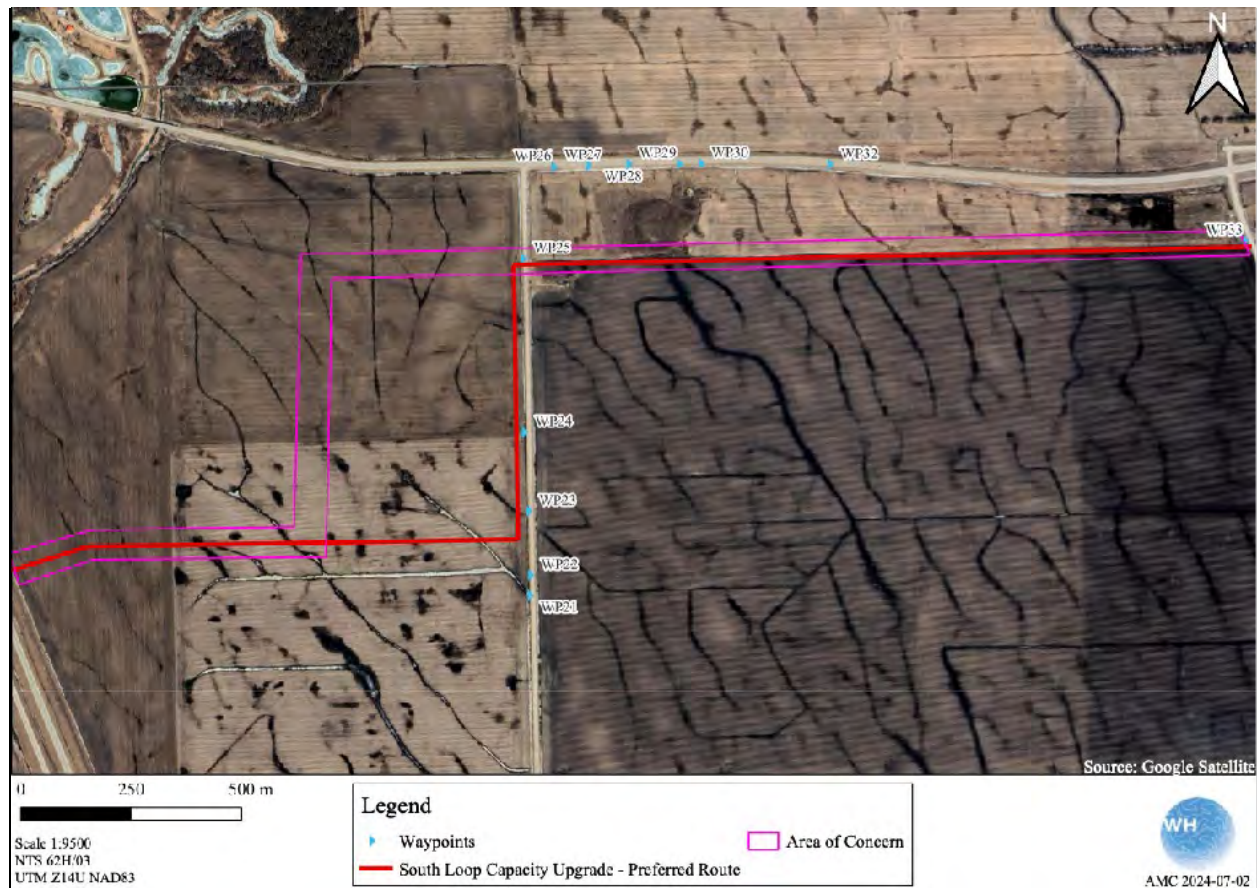 N
WP26
WP27
WP28
WP29
WP30
WP32
WP53
WP25
WP24
WP23
WP22
WP21
Source: Google Satellite
0 250 500 m
Scale 1:9500
NTS 62H/03
UTM Z14U NAD83
Legend
Waypoints
Area of Concern
South Loop Capacity Upgrade - Preferred Route
WH
AMC 2024-07-02